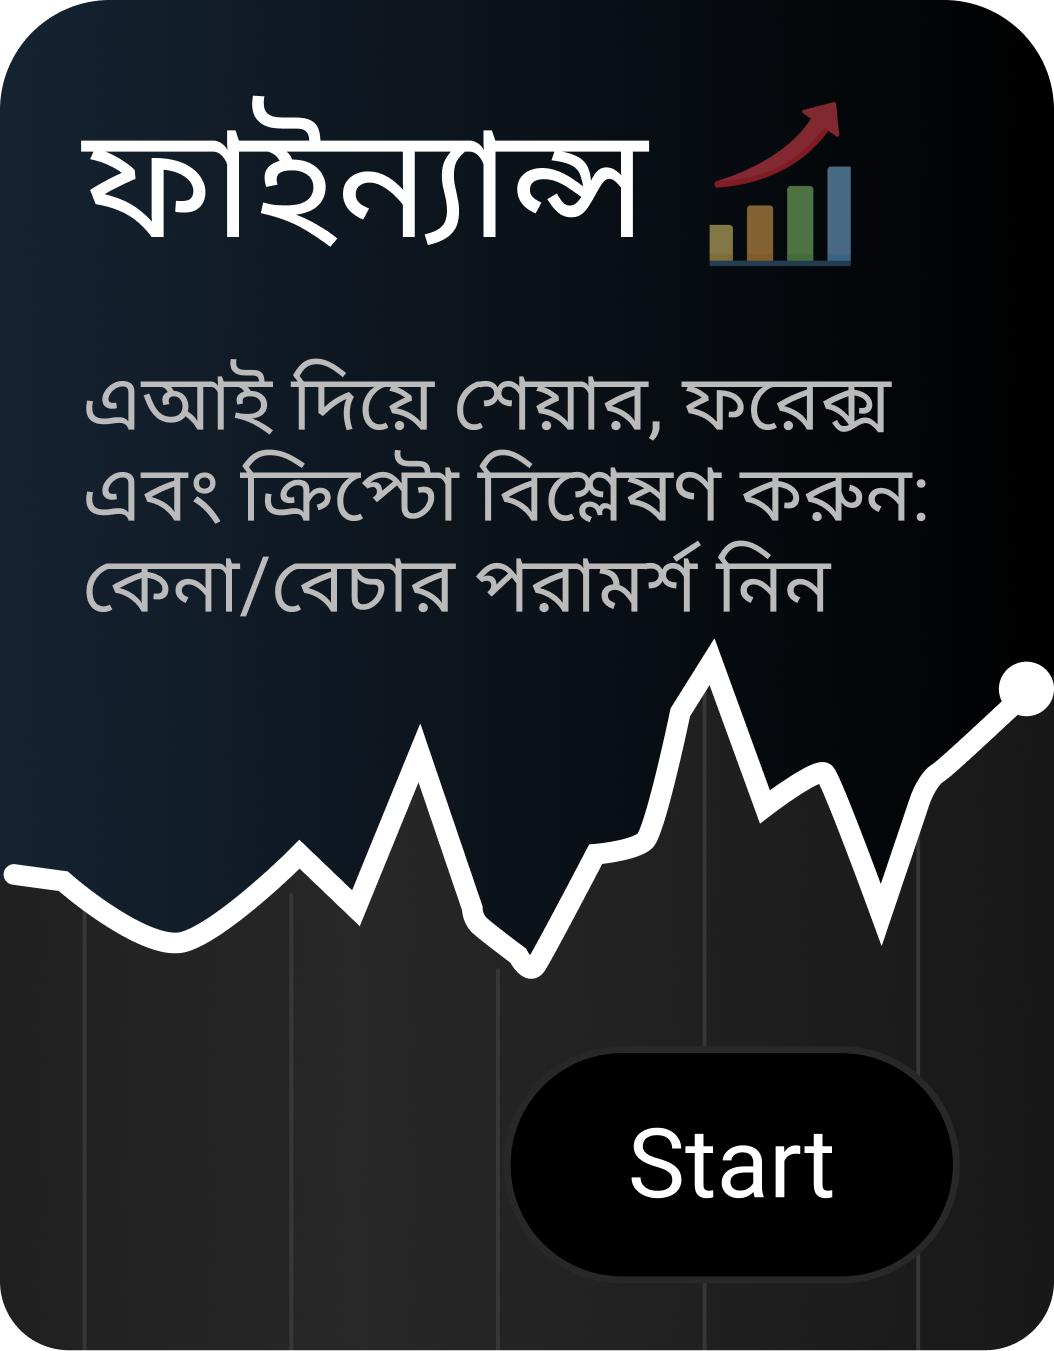 ফাইন্যান্স
এআই দিয়ে শেয়ার, ফরেক্স
এবং ক্রিপ্টো বিশ্লেষণ করুন:
কেনা/বেচার পরামর্শ নিন
Start